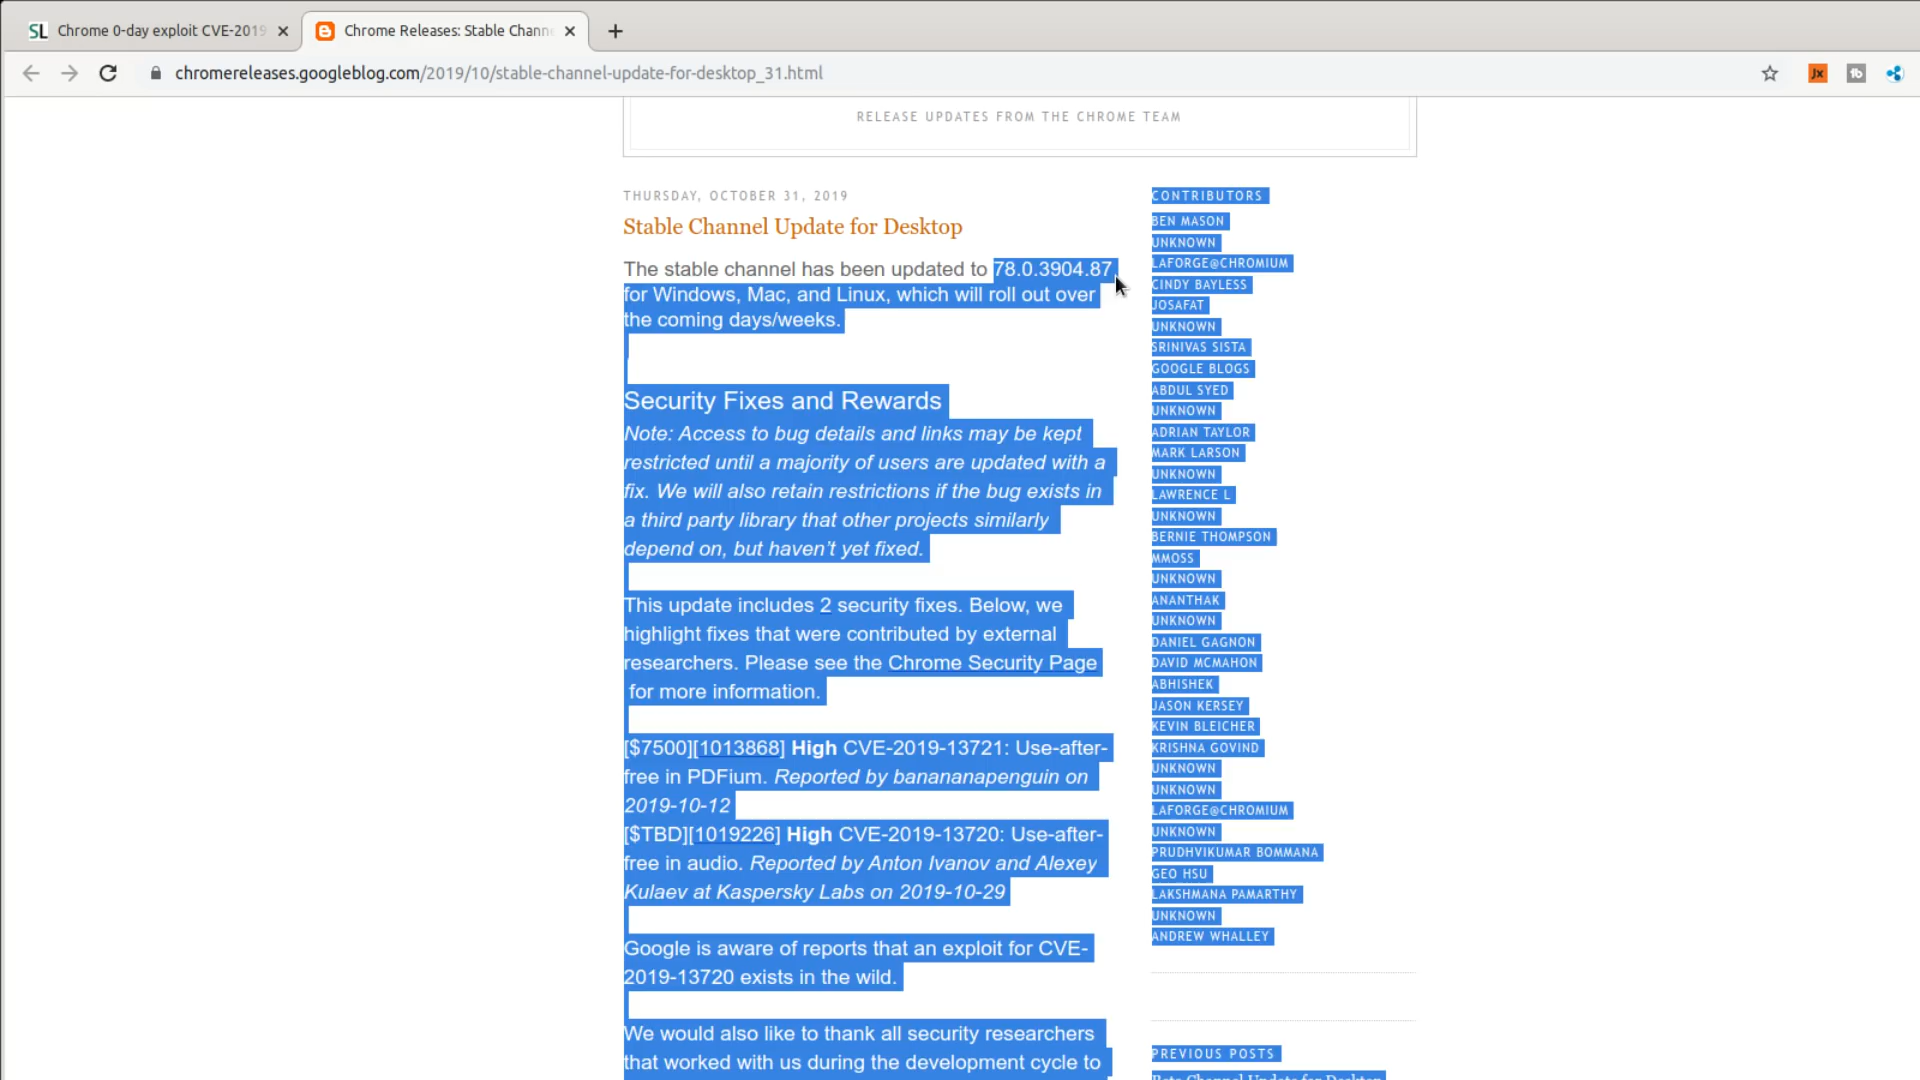 SL Chrome 0-day exploit CVE-2019
Chrome Releases: Stable Chann
chromereleases.googleblog.com/2019/10/stable-channel-update-for-desktop_31.html
Jx
tb
RELEASE UPDATES FROM THE CHROME TEAM
THURSDAY, OCTOBER 31, 2019
Stable Channel Update for Desktop
The stable channel has been updated to 78.0.3904.87
for Windows, Mac, and Linux, which will roll out over
the coming days/weeks.
Security Fixes and Rewards
Note: Access to bug details and links may be kept
restricted until a majority of users are updated with a
fix. We will also retain restrictions if the bug exists in
a third party library that other projects similarly
depend on, but haven’t yet fixed.
This update includes 2 security fixes. Below, we
highlight fixes that were contributed by external
researchers. Please see the Chrome Security Page
for more information.
[$7500][1013868] High CVE-2019-13721: Use-after-
free in PDFium. Reported by banananapenguin on
2019-10-12
[$TBD][1019226] High CVE-2019-13720: Use-after-
free in audio. Reported by Anton Ivanov and Alexey
Kulaev at Kaspersky Labs on 2019-10-29
Google is aware of reports that an exploit for CVE-
2019-13720 exists in the wild.
We would also like to thank all security researchers
that worked with us during the development cycle to
CONTRIBUTORS
BEN MASON
UNKNOWN
LAFORGE@CHROMIUM
CINDY BAYLESS
JOSAFAT
UNKNOWN
SRINIVAS SISTA
GOOGLE BLOGS
ABDUL SYED
UNKNOWN
ADRIAN TAYLOR
MARK LARSON
UNKNOWN
LAWRENCE L
UNKNOWN
BERNIE THOMPSON
MMOSS
UNKNOWN
ANANTHAK
UNKNOWN
DANIEL GAGNON
DAVID MCMAHON
ABHISHEK
JASON KERSEY
KEVIN BLEICHER
KRISHNA GOVIND
UNKNOWN
UNKNOWN
LAFORGE@CHROMIUM
UNKNOWN
PRUDHVIKUMAR BOMMANA
GEO HSU
LAKSHMANA PAMARTHY
UNKNOWN
ANDREW WHALLEY
PREVIOUS POSTS
Beta Channel Update for Desktop